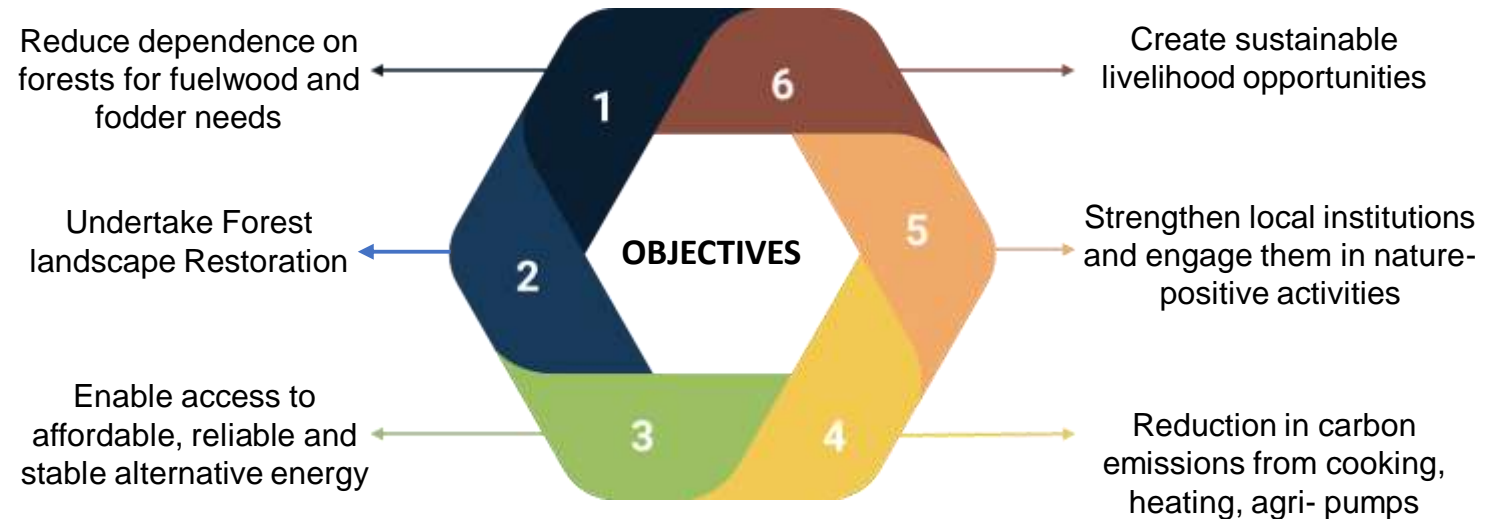 Reduce dependence on
forests for fuelwood and
fodder needs
1
Undertake Forest
landscape Restoration
2
Enable access to
affordable, reliable and
stable alternative energy
3
OBJECTIVES
6
Create sustainable
livelihood opportunities
5
Strengthen local institutions
and engage them in nature-
positive activities
4
Reduction in carbon
emissions from cooking,
heating, agri- pumps